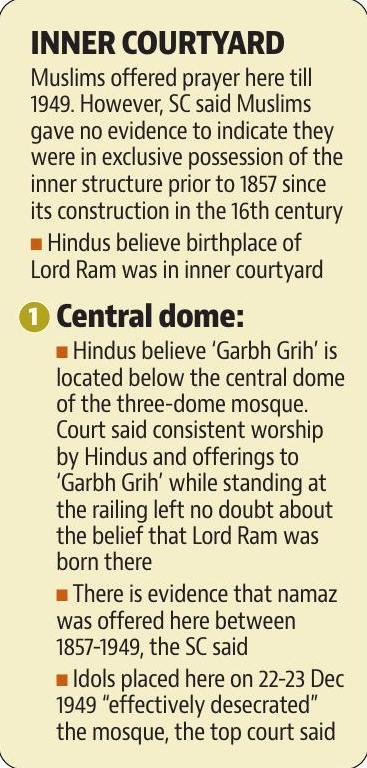 INNER COURTYARD
Muslims offered prayer here till
1949. However, SC said Muslims
gave no evidence to indicate they
were in exclusive possession of the
inner structure prior to 1857 since
its construction in the 16th century
■ Hindus believe birthplace of
Lord Ram was in inner courtyard
1 Central dome:
■ Hindus believe ‘Garbh Grih’ is
located below the central dome
of the three-dome mosque.
Court said consistent worship
by Hindus and offerings to
‘Garbh Grih’ while standing at
the railing left no doubt about
the belief that Lord Ram was
born there
■ There is evidence that namaz
was offered here between
1857-1949, the SC said
■ Idols placed here on 22-23 Dec
1949 “effectively desecrated”
the mosque, the top court said